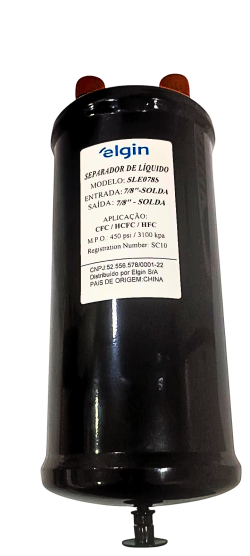 elgin
SEPARADOR DE LÍQUIDO
MODELO: SLE078S
ENTRADA: 7/8"-SOLDA
SAÍDA: 7/8" - SOLDA
APLICAÇÃO:
CFC / HCFC / HFC
M.P.O. 450 psi / 3100 kpa
Registration Number: SC10
CNPJ:52.556.578/0001-22
Distribuído por Elgin S/A
PAÍS DE ORIGEM:CHINA